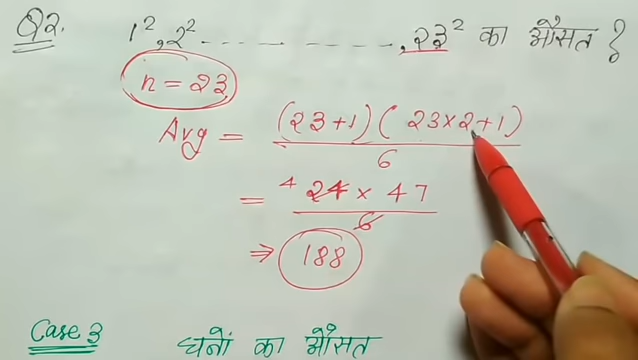 Q2. 1², 2² - - - - - - - - - - - -, 23² का औसत ?
n = 23
Avg = (23+1)(23×2+1) / 6
= ⁴ 24 × 47 / 6
⇒ 188
Case 3 घनों का औसत